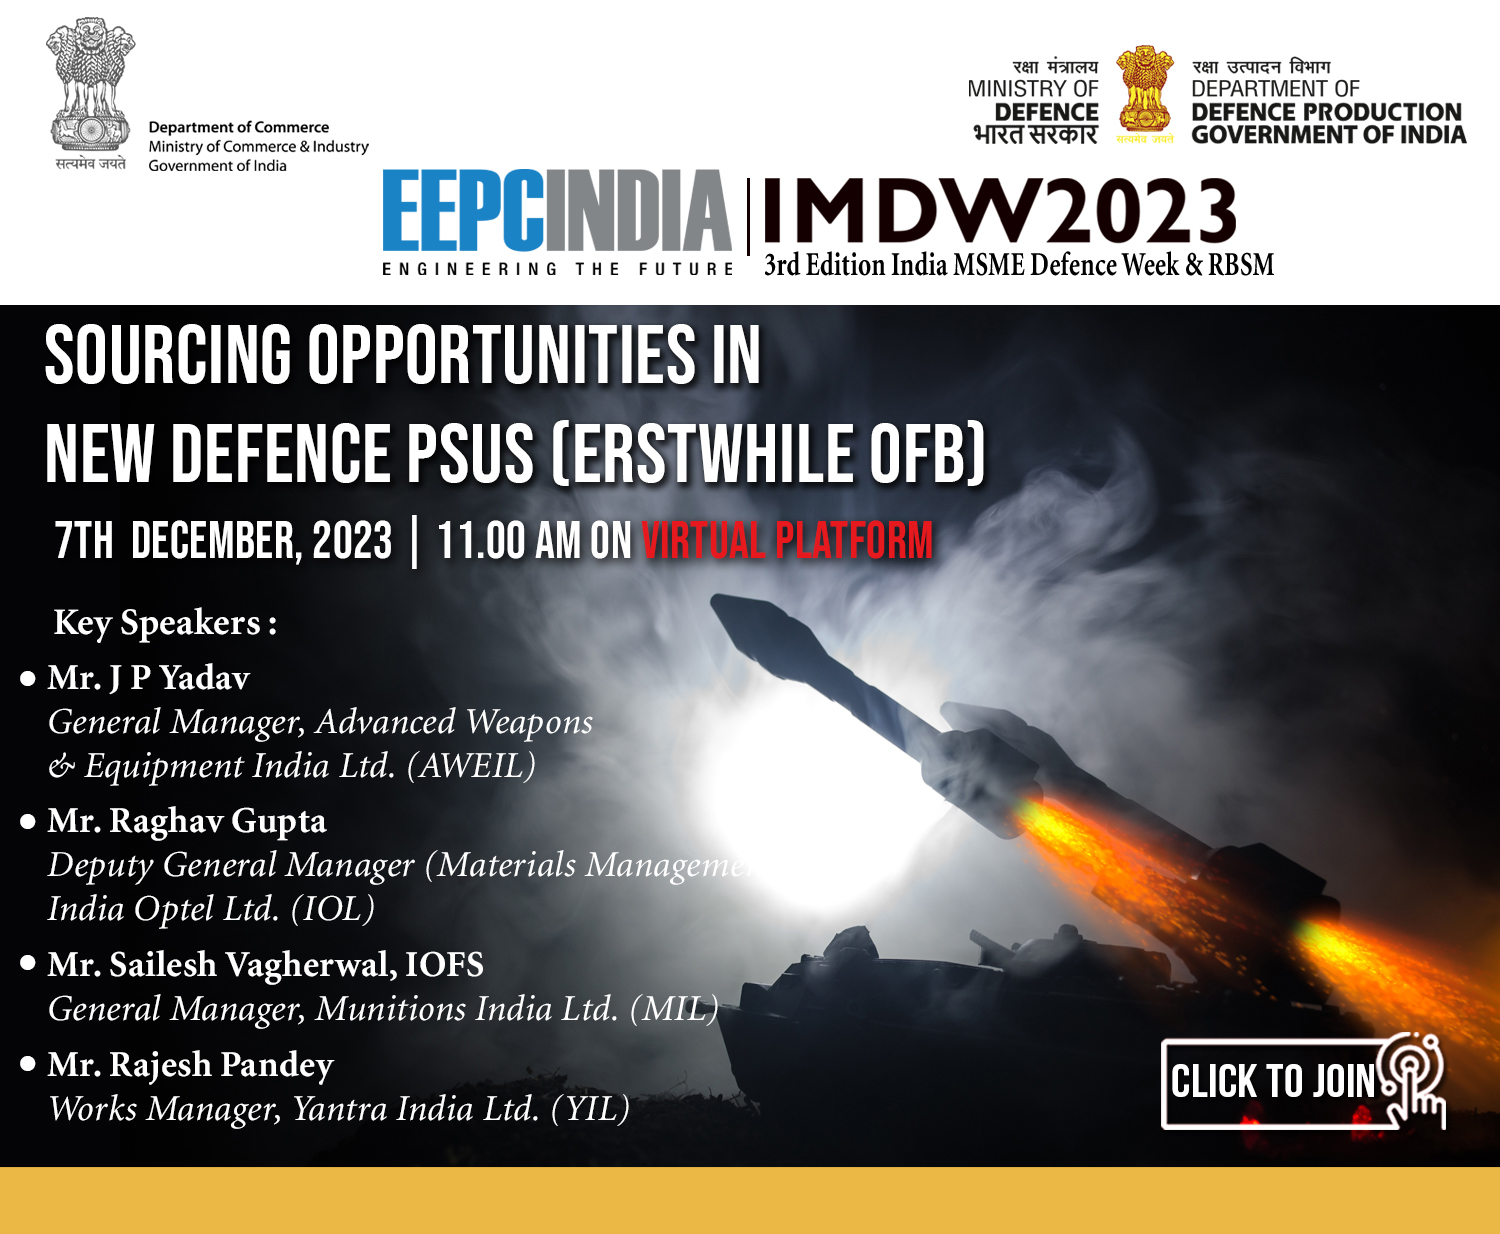 सत्यमेव जयते
Department of Commerce
Ministry of Commerce & Industry
Government of India
रक्षा मंत्रालय
MINISTRY OF
DEFENCE
भारत सरकार
सत्यमेव जयते
रक्षा उत्पादन विभाग
DEPARTMENT OF
DEFENCE PRODUCTION
GOVERNMENT OF INDIA
EEPCINDIA
ENGINEERING THE FUTURE
IMDW2023
3rd Edition India MSME Defence Week & RBSM
SOURCING OPPORTUNITIES IN
NEW DEFENCE PSUS (ERSTWHILE OFB)
7TH DECEMBER, 2023 | 11.00 AM ON VIRTUAL PLATFORM
Key Speakers :
• Mr. J P Yadav
General Manager, Advanced Weapons
& Equipment India Ltd. (AWEIL)
• Mr. Raghav Gupta
Deputy General Manager (Materials
India Optel Ltd. (IOL)
• Mr. Sailesh Vagherwal, IOFS
General Manager, Munitions India Ltd. (MIL)
• Mr. Rajesh Pandey
Works Manager, Yantra India Ltd. (YIL)
CLICK TO JOIN